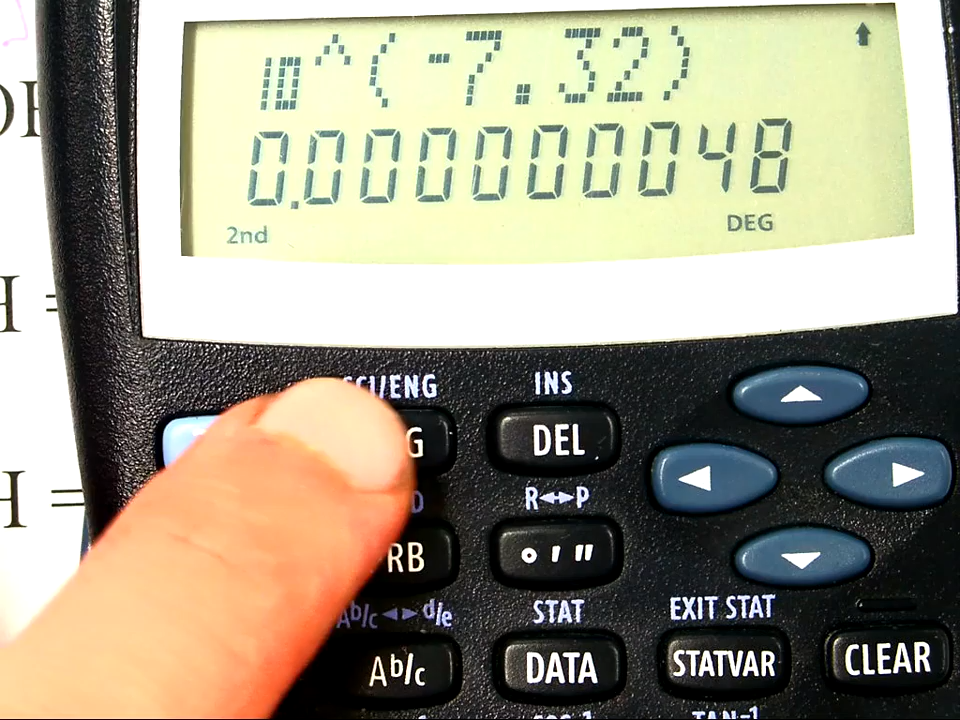 10^(-7.32)
0.000000048
2nd DEG
H =
H =
SCI/ENG INS
DEL
R◄►P
° ' "
Ab/c ◄► d/e STAT EXIT STAT
Ab/c DATA STATVAR CLEAR